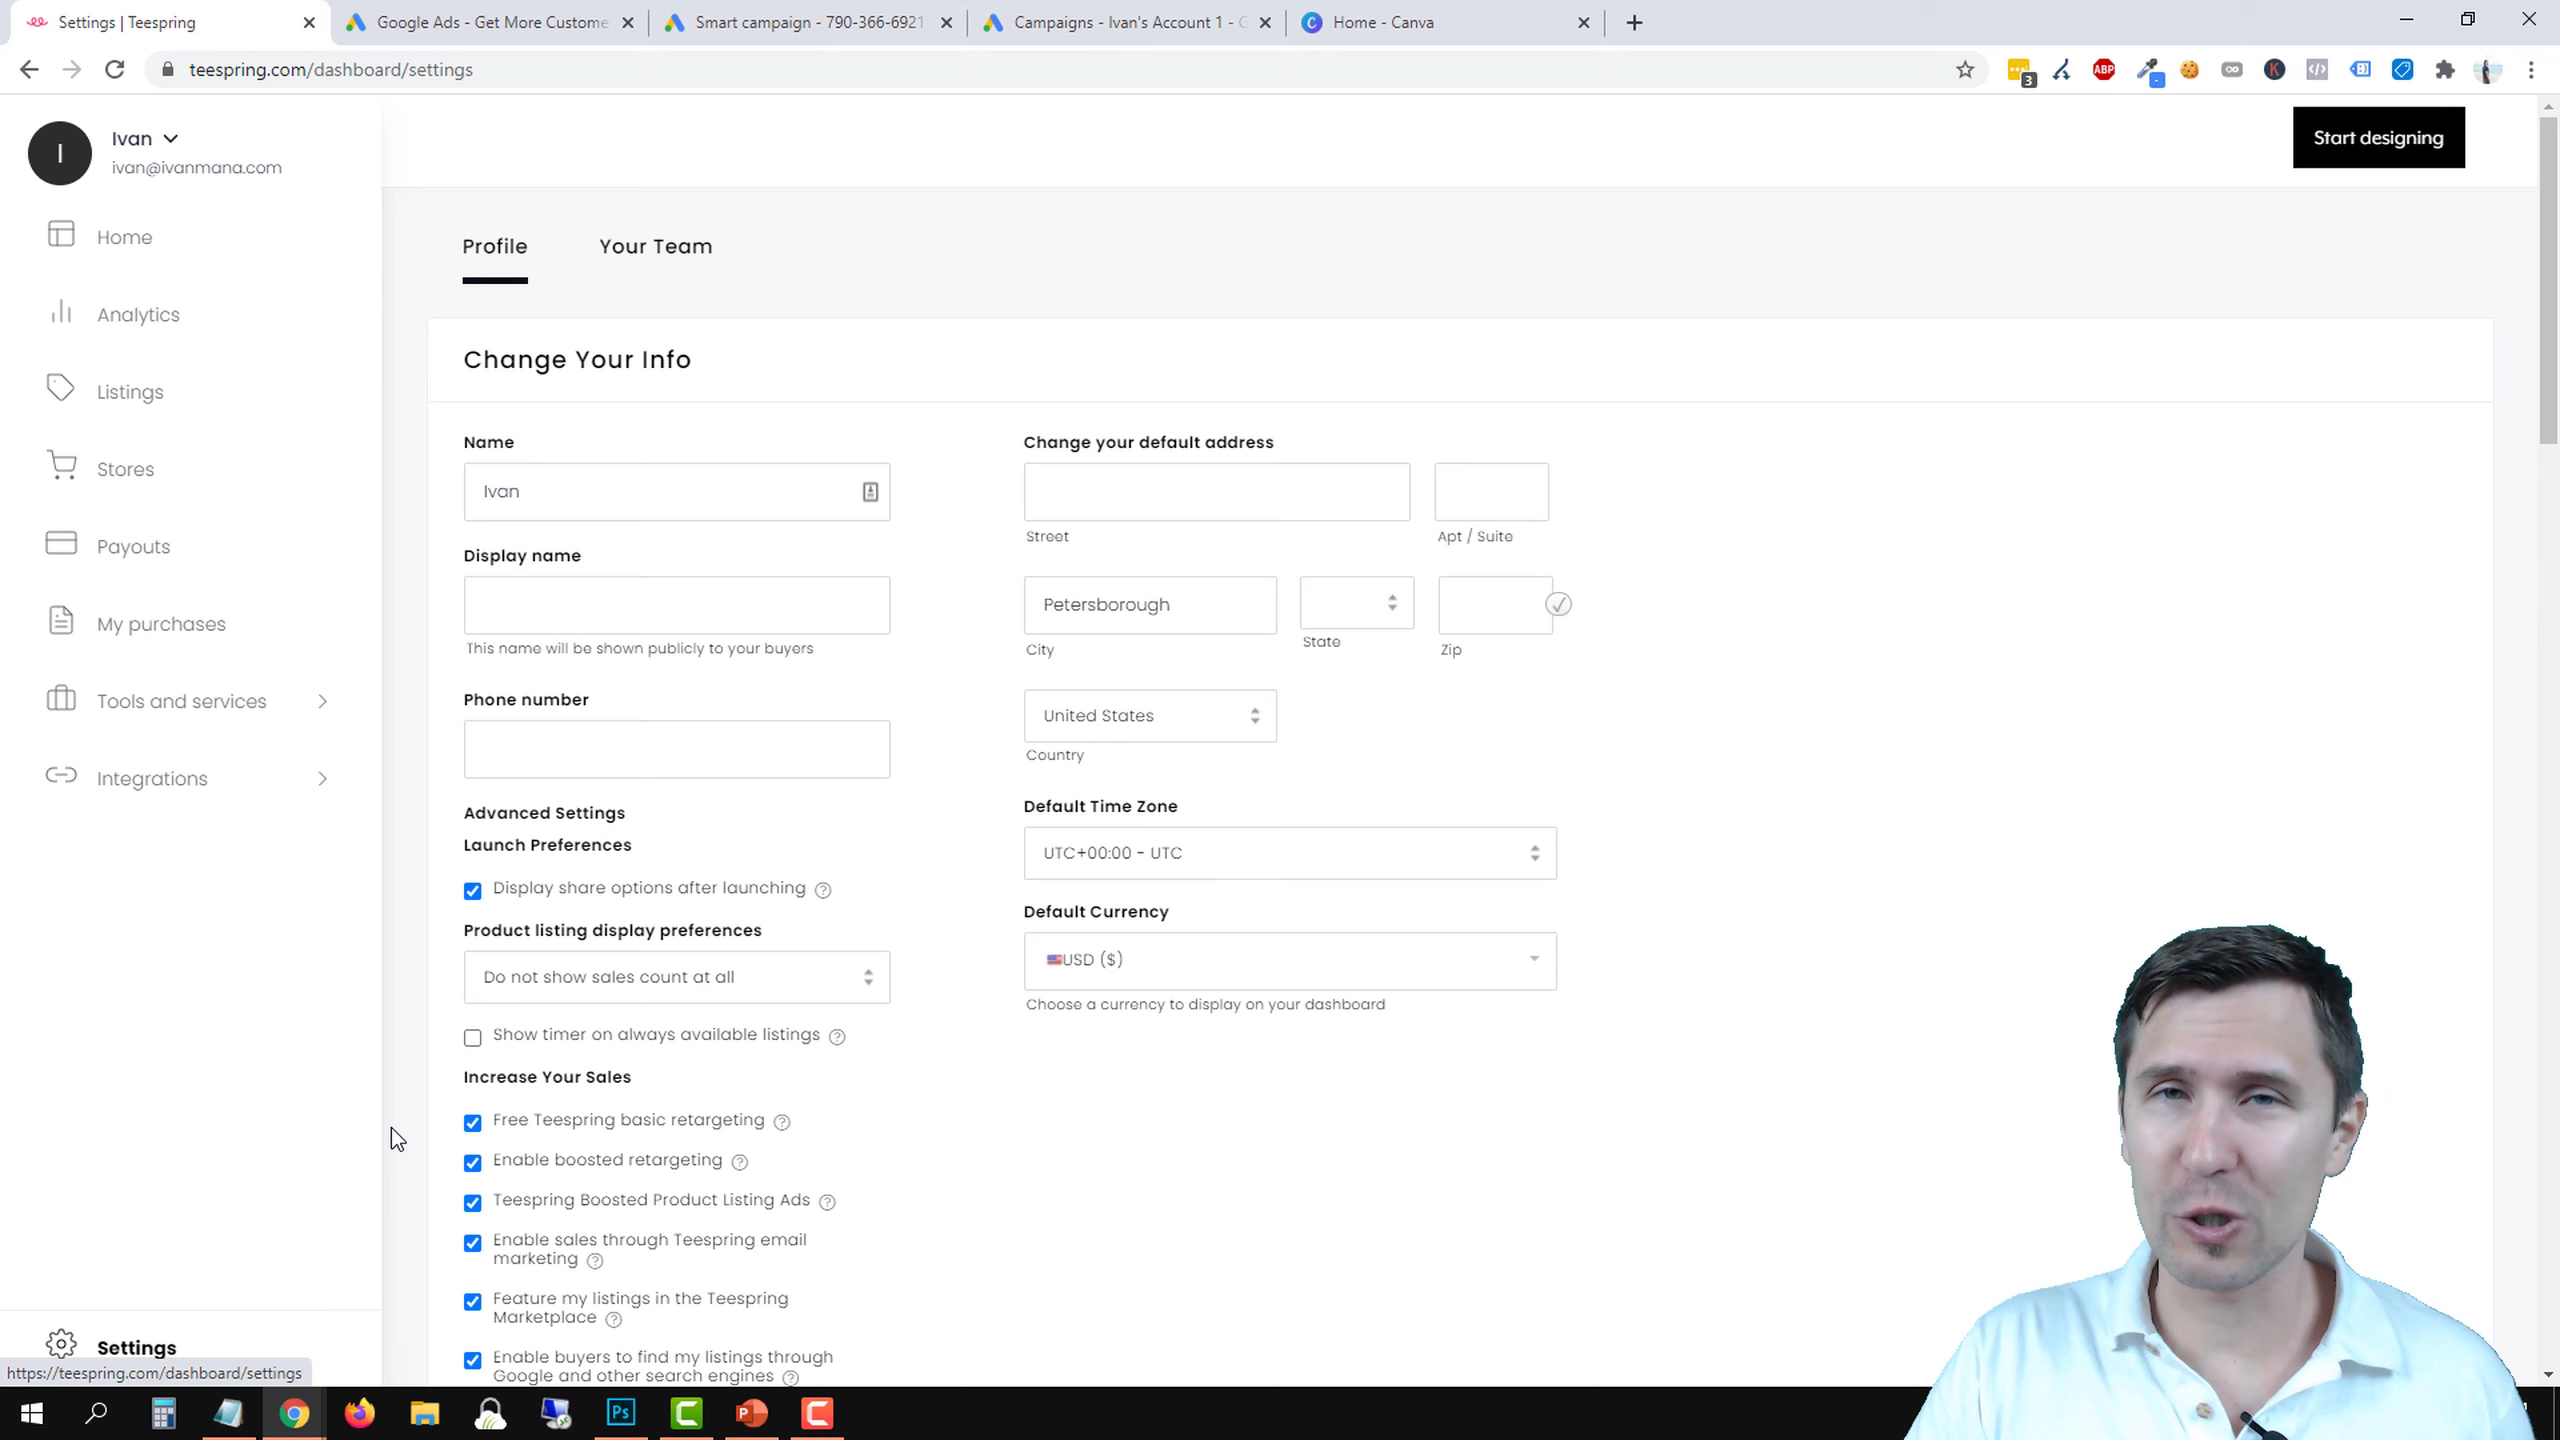 Settings | Teespring
Google Ads - Get More Custome
Smart campaign - 790-366-6921
Campaigns - Ivan's Account 1 - G
Home - Canva
teespring.com/dashboard/settings
3
ABP
I
Ivan
ivan@ivanmana.com
Start designing
Home
Analytics
Listings
Stores
Payouts
My purchases
Tools and services
Integrations
Settings
https://teespring.com/dashboard/settings
Profile
Your Team
Change Your Info
Name
Ivan
Display name
This name will be shown publicly to your buyers
Phone number
Advanced Settings
Launch Preferences
Display share options after launching
Product listing display preferences
Do not show sales count at all
Show timer on always available listings
Increase Your Sales
Free Teespring basic retargeting
Enable boosted retargeting
Teespring Boosted Product Listing Ads
Enable sales through Teespring email
marketing
Feature my listings in the Teespring
Marketplace
Enable buyers to find my listings through
Google and other search engines
Change your default address
Street
Apt / Suite
Petersborough
City
State
Zip
United States
Country
Default Time Zone
UTC+00:00 - UTC
Default Currency
USD ($)
Choose a currency to display on your dashboard
Ps